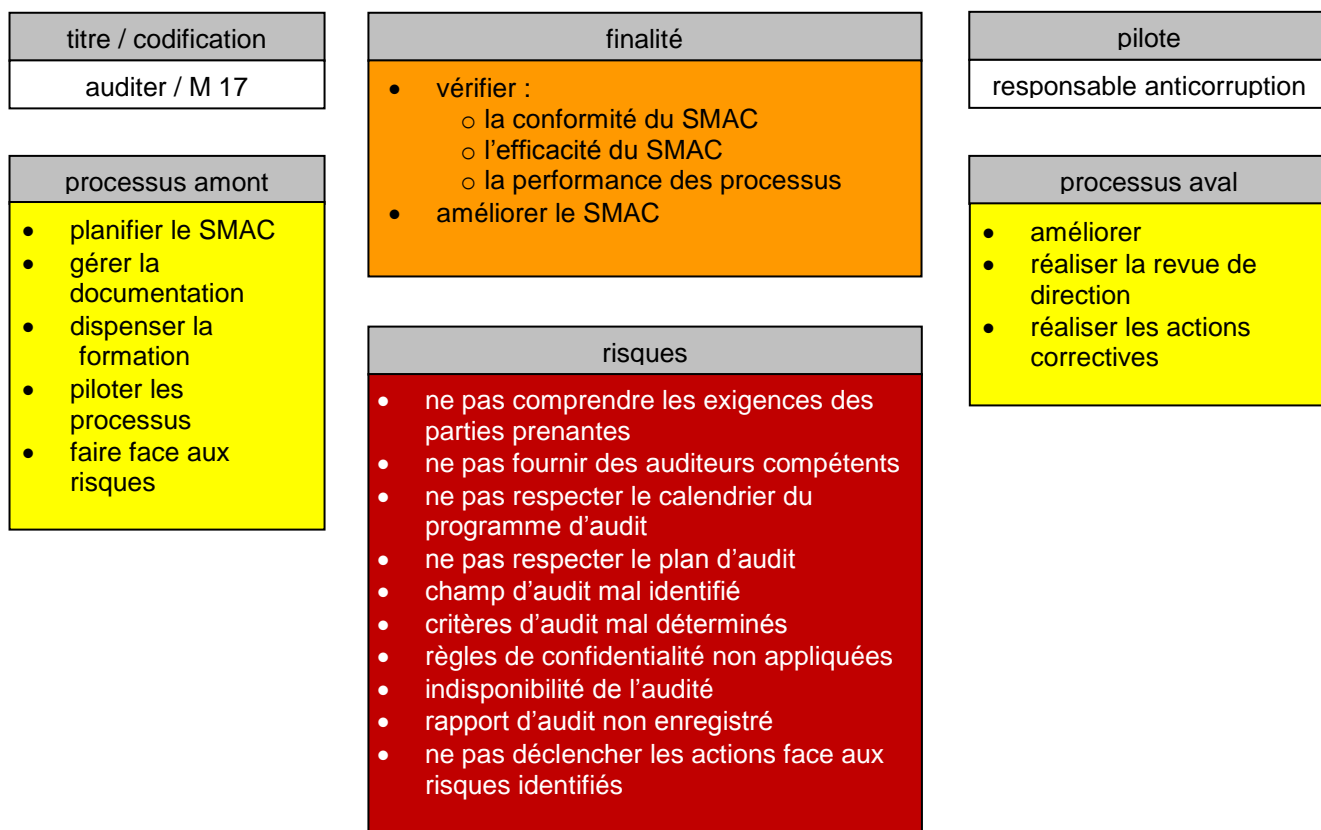 titre / codification
auditer / M 17
finalité
• vérifier :
o la conformité du SMAC
o l'efficacité du SMAC
o la performance des processus
• améliorer le SMAC
pilote
responsable anticorruption
processus amont
• planifier le SMAC
• gérer la
documentation
• dispenser la
formation
• piloter les
processus
• faire face aux
risques
risques
• ne pas comprendre les exigences des
parties prenantes
• ne pas fournir des auditeurs compétents
• ne pas respecter le calendrier du
programme d'audit
• ne pas respecter le plan d'audit
• champ d'audit mal identifié
• critères d'audit mal déterminés
• règles de confidentialité non appliquées
• indisponibilité de l'audité
• rapport d'audit non enregistré
• ne pas déclencher les actions face aux
risques identifiés
processus aval
• améliorer
• réaliser la revue de
direction
• réaliser les actions
correctives